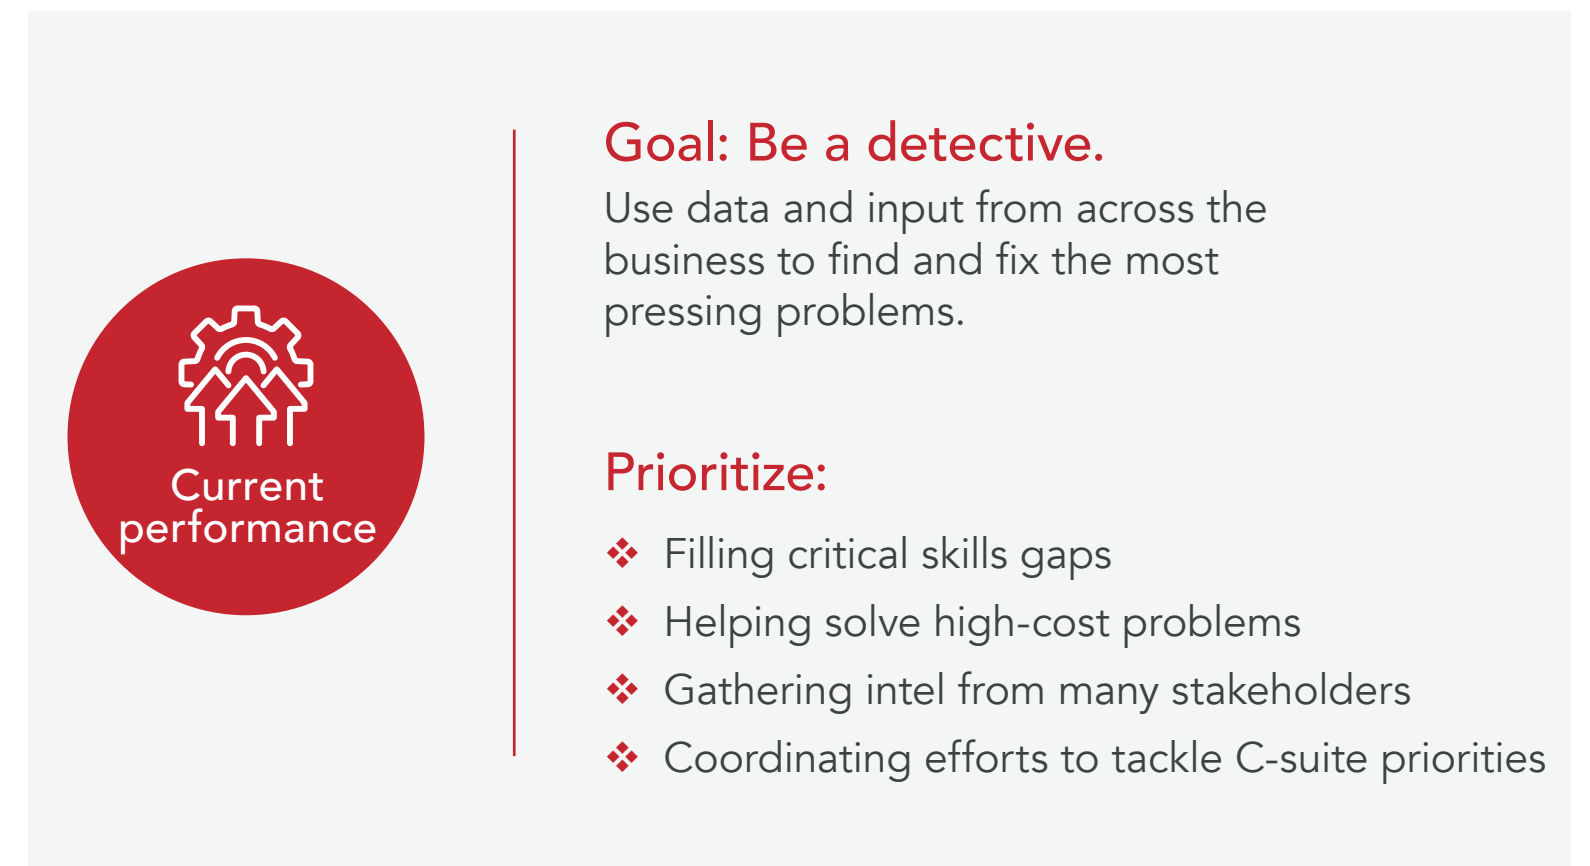 Current
performance
Goal: Be a detective.
Use data and input from across the
business to find and fix the most
pressing problems.
Prioritize:
❖ Filling critical skills gaps
❖ Helping solve high-cost problems
❖ Gathering intel from many stakeholders
❖ Coordinating efforts to tackle C-suite priorities